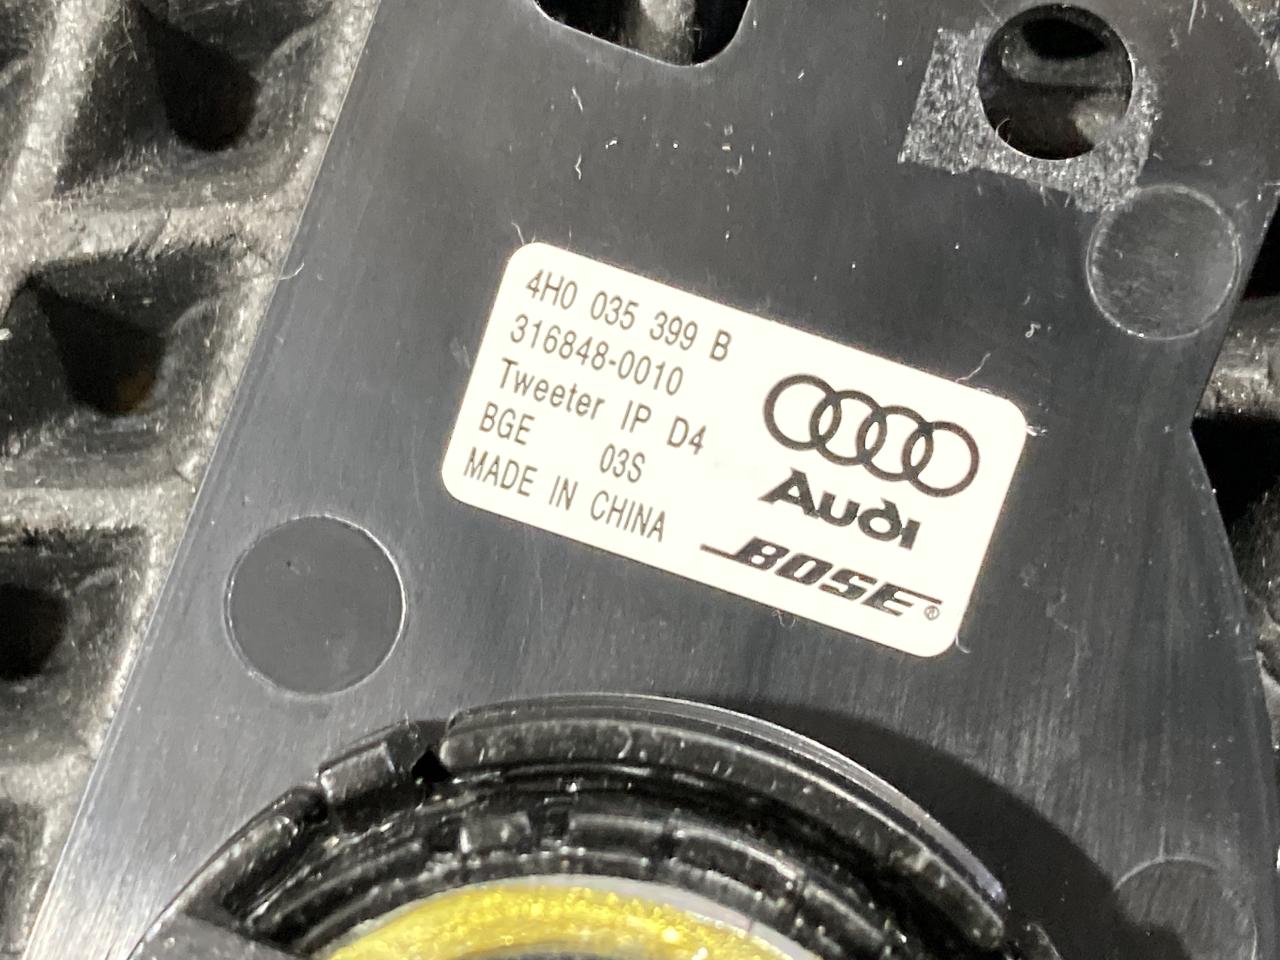 4H0 035 399 B
316848-0010
Tweeter IP D4
BGE 03S
MADE IN CHINA
Audi
BOSE®